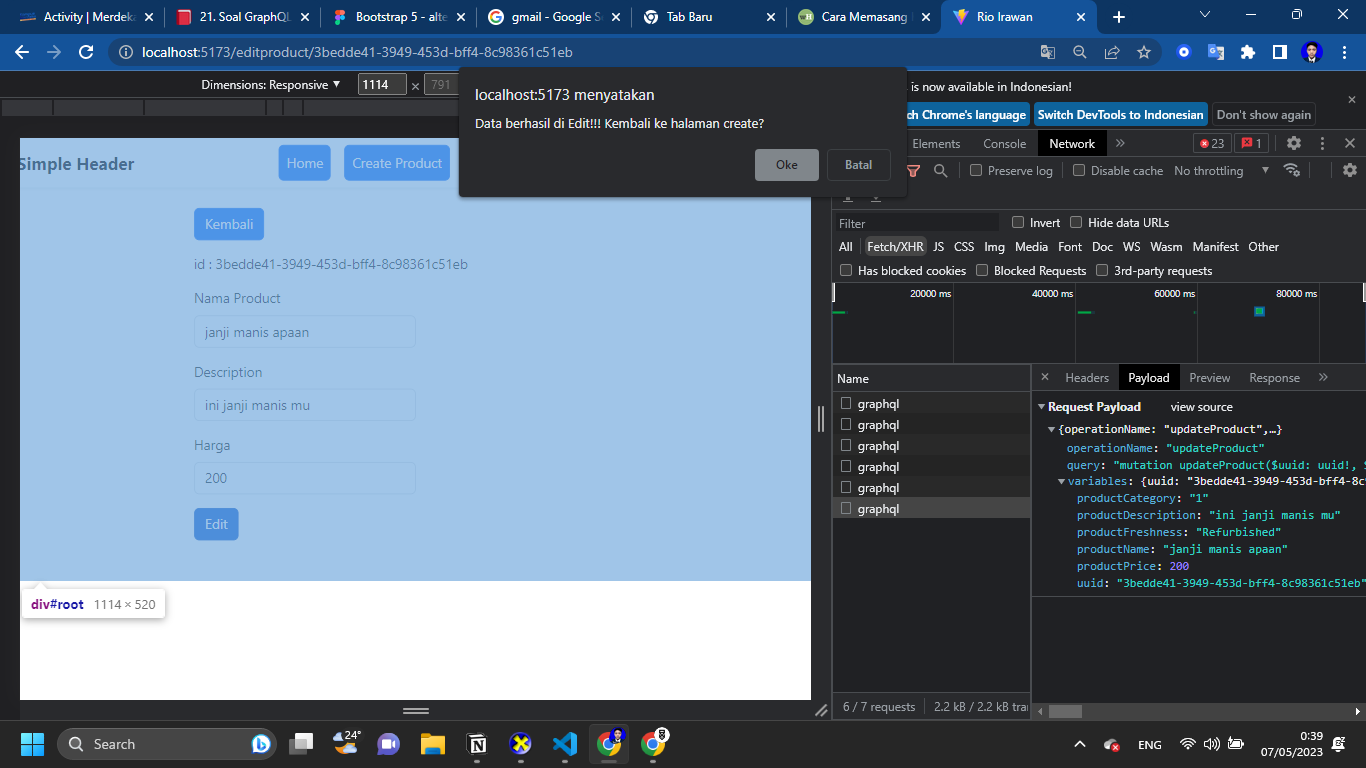 Activity | Merdeka
21. Soal GraphQL
Bootstrap 5 - alte
gmail - Google Se
Tab Baru
Cara Memasang
Rio Irawan
localhost:5173/editproduct/3bedde41-3949-453d-bff4-8c98361c51eb
Dimensions: Responsive
1114 × 791
localhost:5173 menyatakan
Data berhasil di Edit!!! Kembali ke halaman create?
Oke
Batal
is now available in Indonesian!
ch Chrome's language
Switch DevTools to Indonesian
Don't show again
Elements
Console
Network
23
1
Preserve log
Disable cache
No throttling
Filter
Invert
Hide data URLs
All
Fetch/XHR
JS
CSS
Img
Media
Font
Doc
WS
Wasm
Manifest
Other
Has blocked cookies
Blocked Requests
3rd-party requests
20000 ms
40000 ms
60000 ms
80000 ms
Simple Header
Home
Create Product
Kembali
id : 3bedde41-3949-453d-bff4-8c98361c51eb
Nama Product
janji manis apaan
Description
ini janji manis mu
Harga
200
Edit
div#root 1114 × 520
Name
graphql
graphql
graphql
graphql
graphql
graphql
6 / 7 requests
2.2 kB / 2.2 kB tra
Headers
Payload
Preview
Response
Request Payload
view source
{operationName: "updateProduct",…}
operationName: "updateProduct"
query: "mutation updateProduct($uuid: uuid!, $
variables: {uuid: "3bedde41-3949-453d-bff4-8c9
productCategory: "1"
productDescription: "ini janji manis mu"
productFreshness: "Refurbished"
productName: "janji manis apaan"
productPrice: 200
uuid: "3bedde41-3949-453d-bff4-8c98361c51eb"
Search
24°
ENG
0:39
07/05/2023